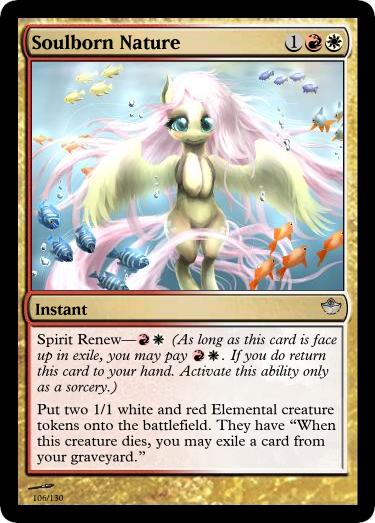 Soulborn Nature 1
Instant
Spirit Renew— (As long as this card is face
up in exile, you may pay . If you do return
this card to your hand. Activate this ability only
as a sorcery.)
Put two 1/1 white and red Elemental creature
tokens onto the battlefield. They have “When
this creature dies, you may exile a card from
your graveyard.”
106/130